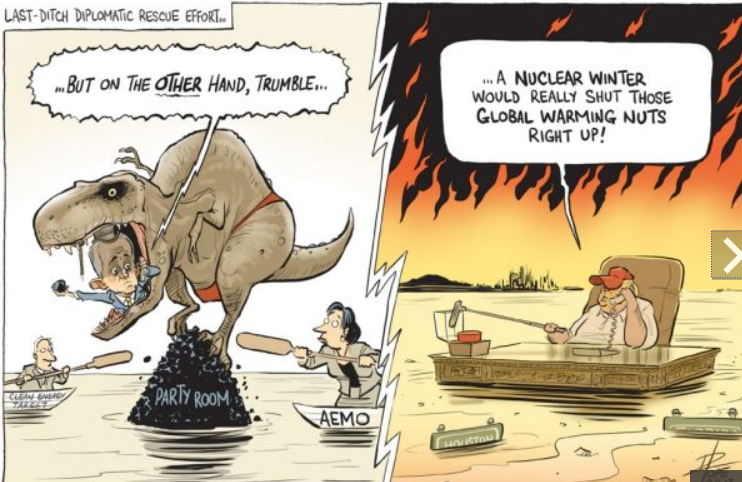 LAST-DITCH DIPLOMATIC RESCUE EFFORT..
...BUT ON THE OTHER HAND, TRUMBLE...
...A NUCLEAR WINTER
WOULD REALLY SHUT THOSE
GLOBAL WARMING NUTS
RIGHT UP!
CLEAN ENERGY
TARGET
PARTY ROOM
AEMO
HOUSTON